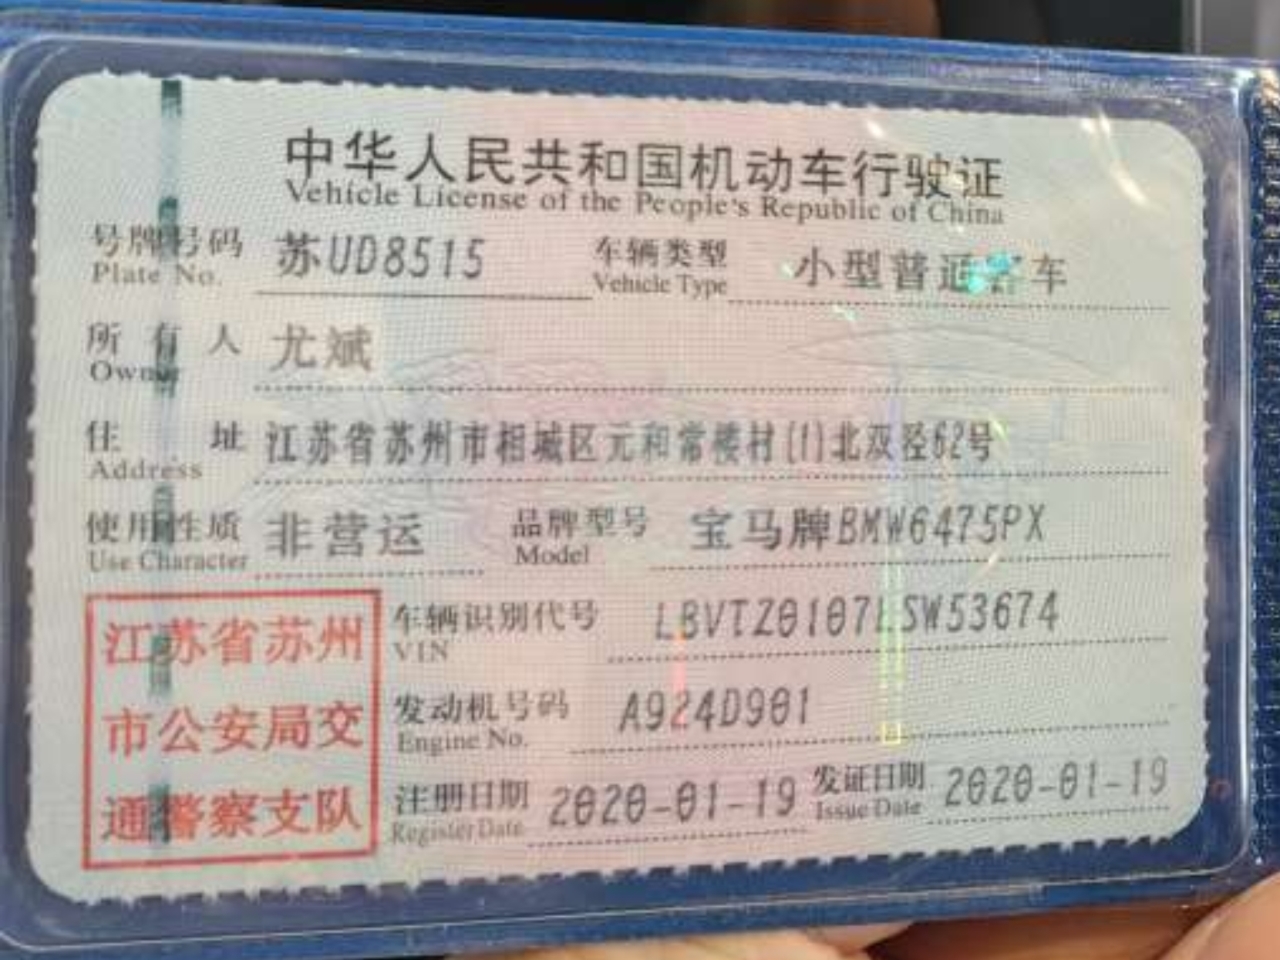 中华人民共和国机动车行驶证
Vehicle License of the People's Republic of China
号牌号码 苏UD8515 车辆类型 小型普通客车
Plate No. Vehicle Type
所有人 尤斌
Owner
住址 江苏省苏州市相城区元和常楼村(1)北双泾62号
Address
使用性质 非营运 品牌型号 宝马牌BMW6475PX
Use Character Model
江苏省苏州
市公安局交
通警察支队
车辆识别代号 LBVTZ0107LSW53674
VIN
发动机号码 A924D901
Engine No.
注册日期 2020-01-19 发证日期 2020-01-19
Register Date Issue Date